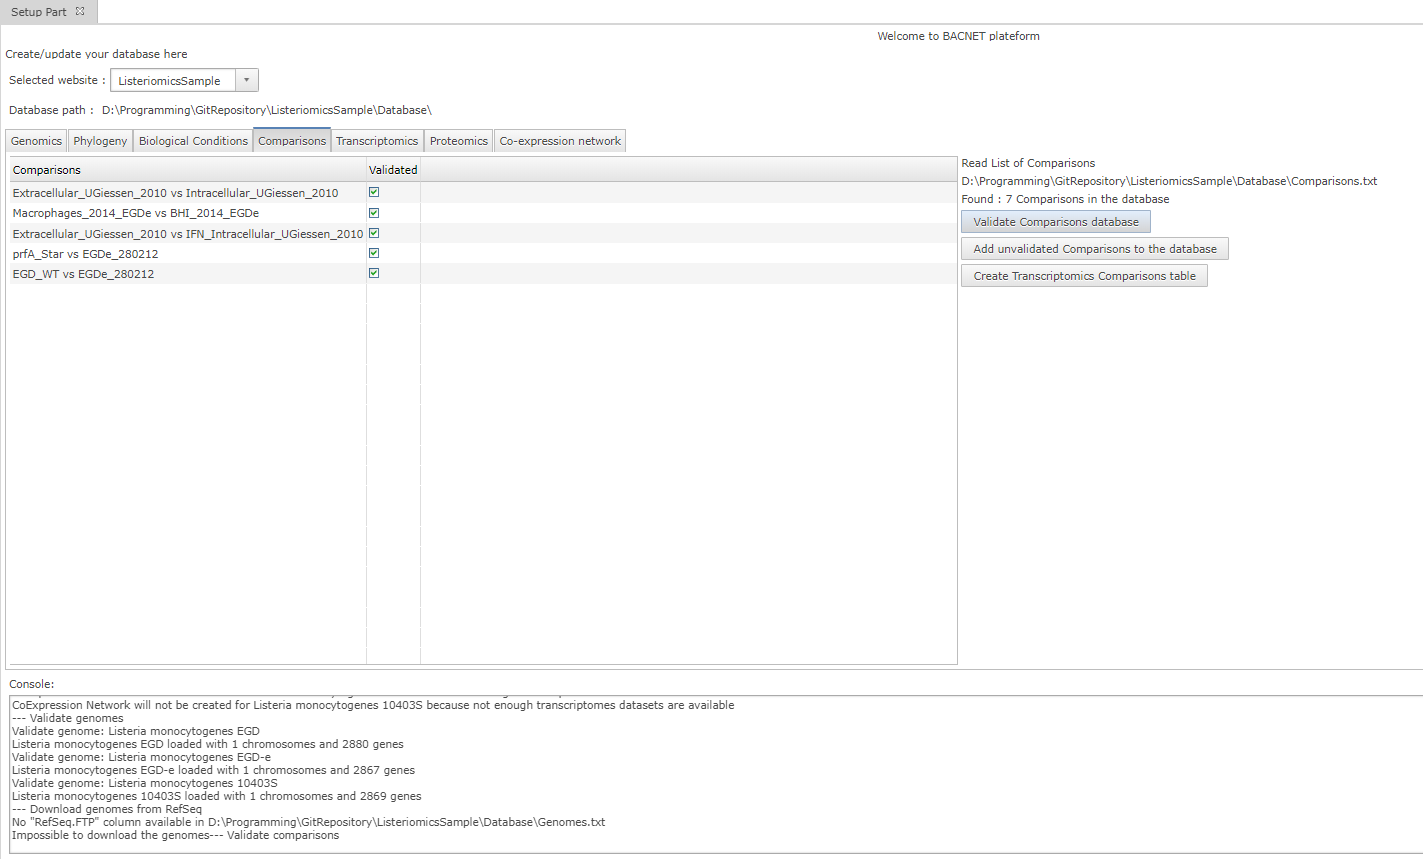 Setup Part
Welcome to BACNET plateform
Create/update your database here
Selected website : ListeriomicsSample
Database path : D:\Programming\GitRepository\ListeriomicsSample\Database\
Genomics Phylogeny Biological Conditions Comparisons Transcriptomics Proteomics Co-expression network
Comparisons Validated
Extracellular_UGiessen_2010 vs Intracellular_UGiessen_2010
Macrophages_2014_EGDe vs BHI_2014_EGDe
Extracellular_UGiessen_2010 vs IFN_Intracellular_UGiessen_2010
prfA_Star vs EGDe_280212
EGD_WT vs EGDe_280212
Read List of Comparisons
D:\Programming\GitRepository\ListeriomicsSample\Database\Comparisons.txt
Found : 7 Comparisons in the database
Validate Comparisons database
Add unvalidated Comparisons to the database
Create Transcriptomics Comparisons table
Console:
CoExpression Network will not be created for Listeria monocytogenes 10403S because not enough transcriptomes datasets are available
--- Validate genomes
Validate genome: Listeria monocytogenes EGD
Listeria monocytogenes EGD loaded with 1 chromosomes and 2880 genes
Validate genome: Listeria monocytogenes EGD-e
Listeria monocytogenes EGD-e loaded with 1 chromosomes and 2867 genes
Validate genome: Listeria monocytogenes 10403S
Listeria monocytogenes 10403S loaded with 1 chromosomes and 2869 genes
--- Download genomes from RefSeq
No "RefSeq.FTP" column available in D:\Programming\GitRepository\ListeriomicsSample\Database\Genomes.txt
Impossible to download the genomes--- Validate comparisons